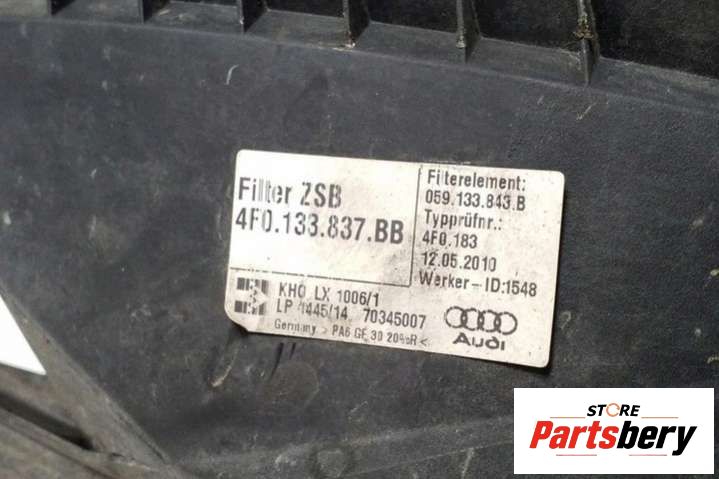 Filter ZSB
4F0.133.837.BB
KHO LX 1006/1
LP 1445/14 70345007
Germany > PA6 GF 30 20%R <
Filterelement:
059.133.843.B
Typprüfnr.:
4F0.183
12.05.2010
Werker-ID:1548
Audi
STORE
Partsbery